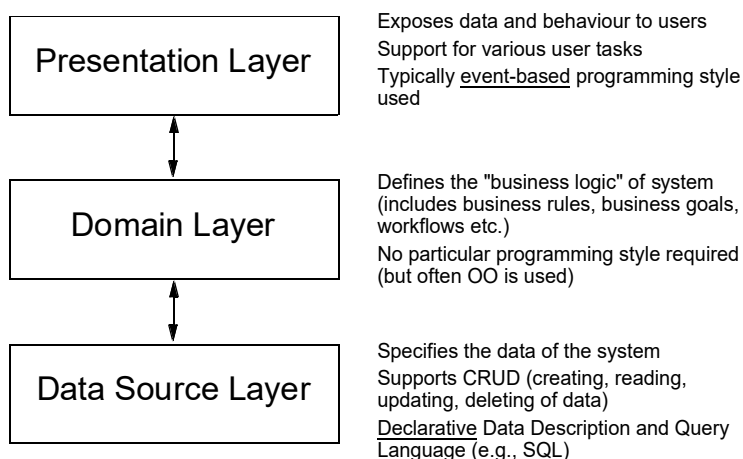 Presentation Layer
Exposes data and behaviour to users
Support for various user tasks
Typically event-based programming style
used
Domain Layer
Defines the "business logic" of system
(includes business rules, business goals,
workflows etc.)
No particular programming style required
(but often OO is used)
Data Source Layer
Specifies the data of the system
Supports CRUD (creating, reading,
updating, deleting of data)
Declarative Data Description and Query
Language (e.g., SQL)